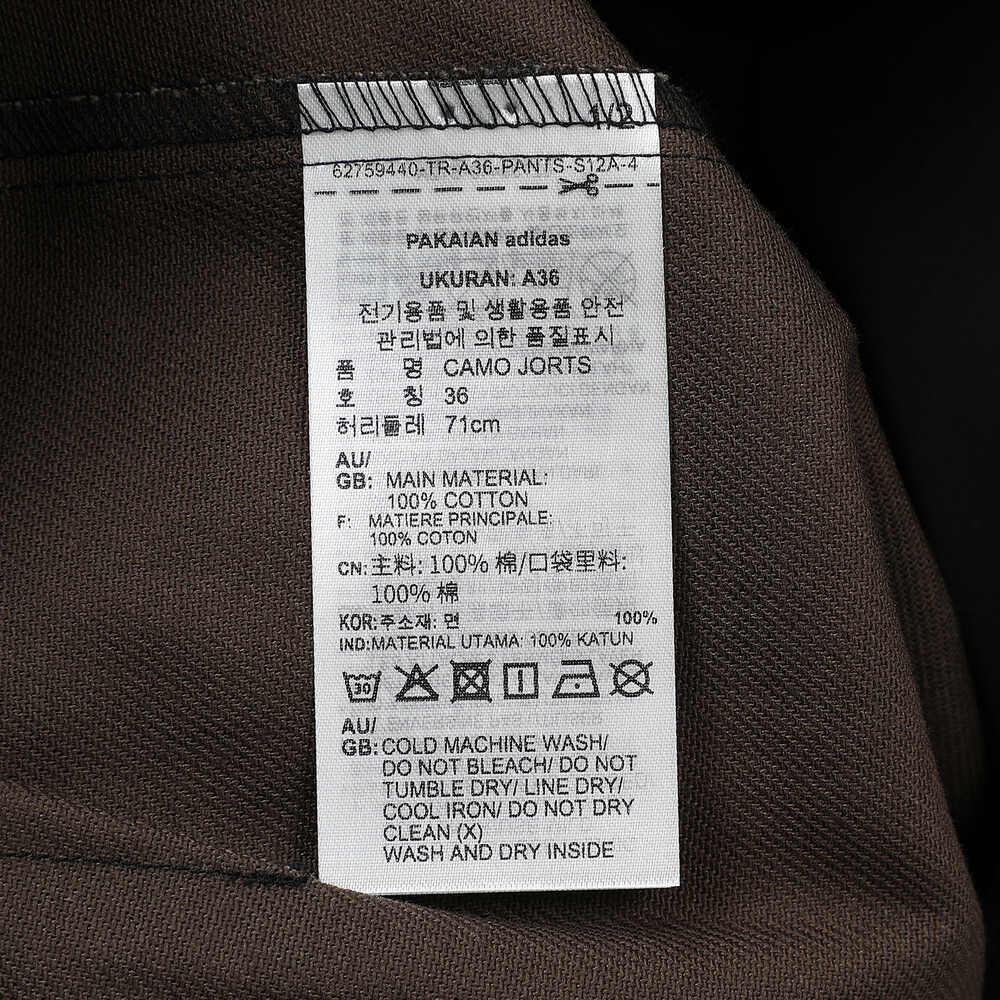 1/2
62759440-TR-A36-PANTS-S12A-4
PAKAIAN adidas
UKURAN: A36
전기용품 및 생활용품 안전
관리법에 의한 품질표시
품 명 CAMO JORTS
호 칭 36
허리둘레 71cm
AU/
GB: MAIN MATERIAL:
100% COTTON
F: MATIERE PRINCIPALE:
100% COTON
CN: 主料: 100% 棉/口袋里料:
100% 棉
KOR:주소재: 면 100%
IND:MATERIAL UTAMA: 100% KATUN
30
AU/
GB: COLD MACHINE WASH/
DO NOT BLEACH/ DO NOT
TUMBLE DRY/ LINE DRY/
COOL IRON/ DO NOT DRY
CLEAN (X)
WASH AND DRY INSIDE